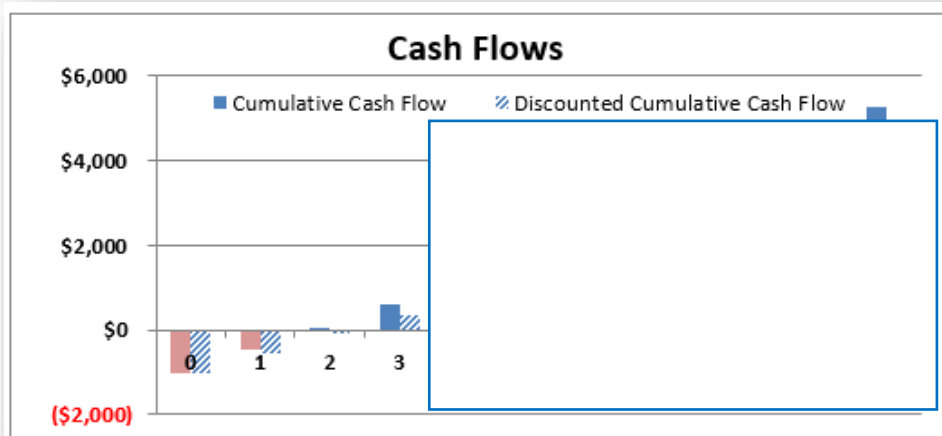 Cash Flows
$6,000
Cumulative Cash Flow Discounted Cumulative Cash Flow
$4,000
$2,000
$0
0 1 2 3
($2,000)